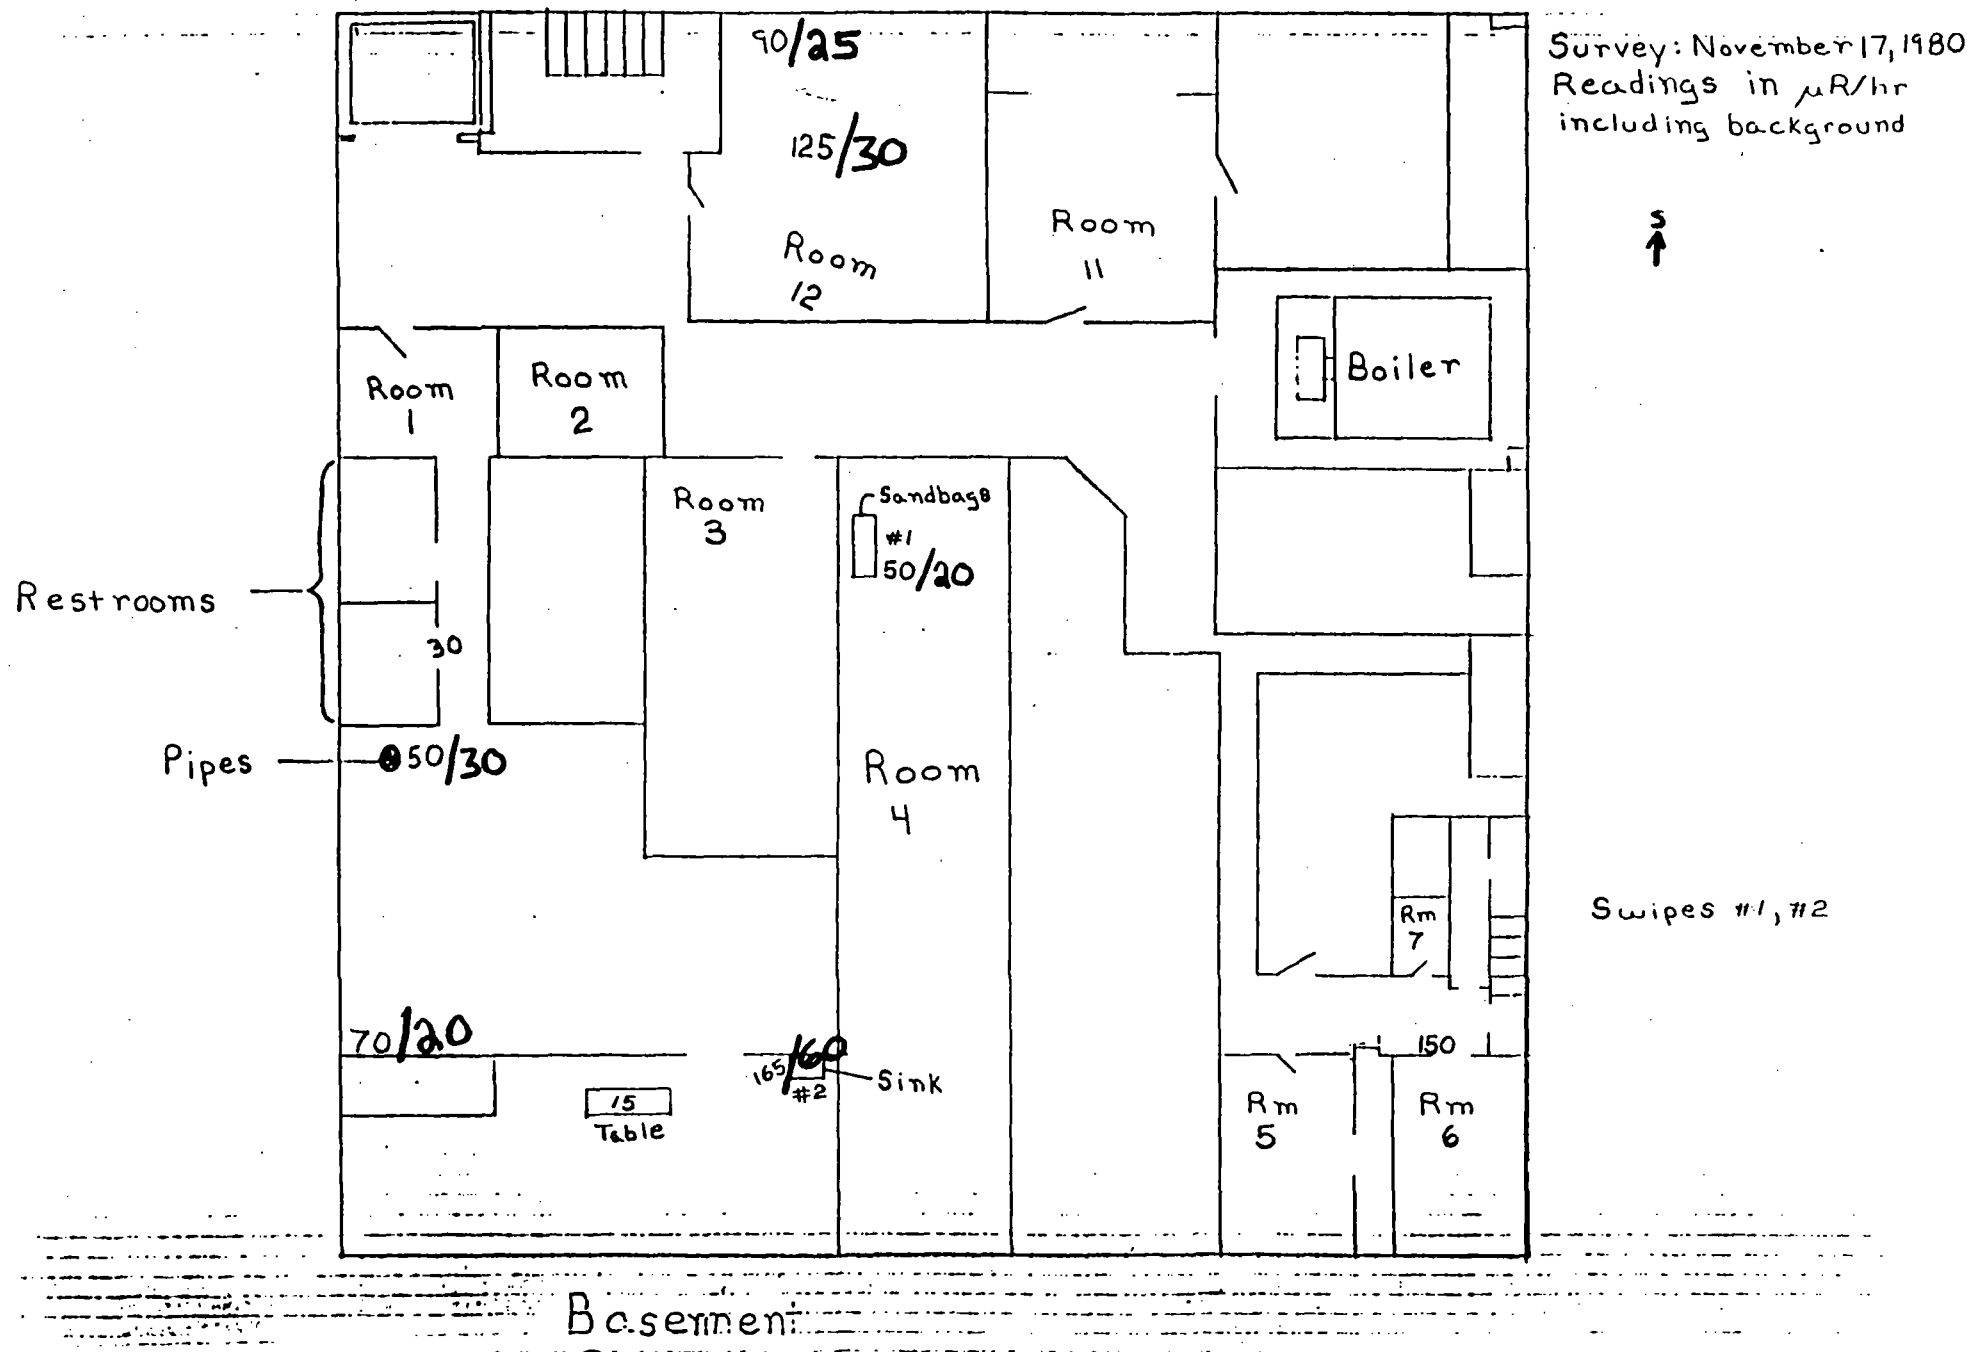 90/25
Survey: November 17, 1980
Readings in µR/hr
including background
125/30
S
Room
11
Room
12
Boiler
Room
1
Room
2
Room
3
Sandbags
#1
50/20
Restrooms
30
Pipes
50/30
Room
4
Rm
7
Swipes #1, #2
70/20
150
165/60
Sink
#2
15
Table
Rm
5
Rm
6
Basement